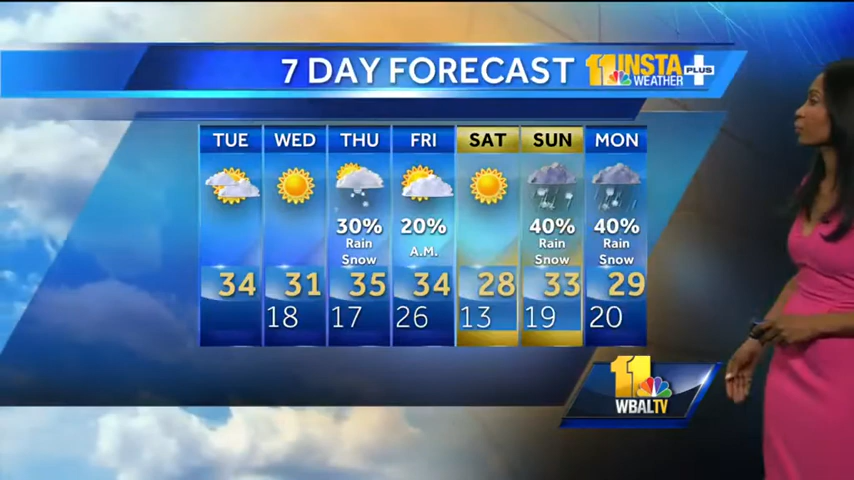 7 DAY FORECAST 11 INSTA WEATHER PLUS
TUE WED THU FRI SAT SUN MON
30% 20% 40% 40%
Rain A.M. Rain Rain
Snow Snow Snow
34 31 35 34 28 33 29
18 17 26 13 19 20
11
WBALTV